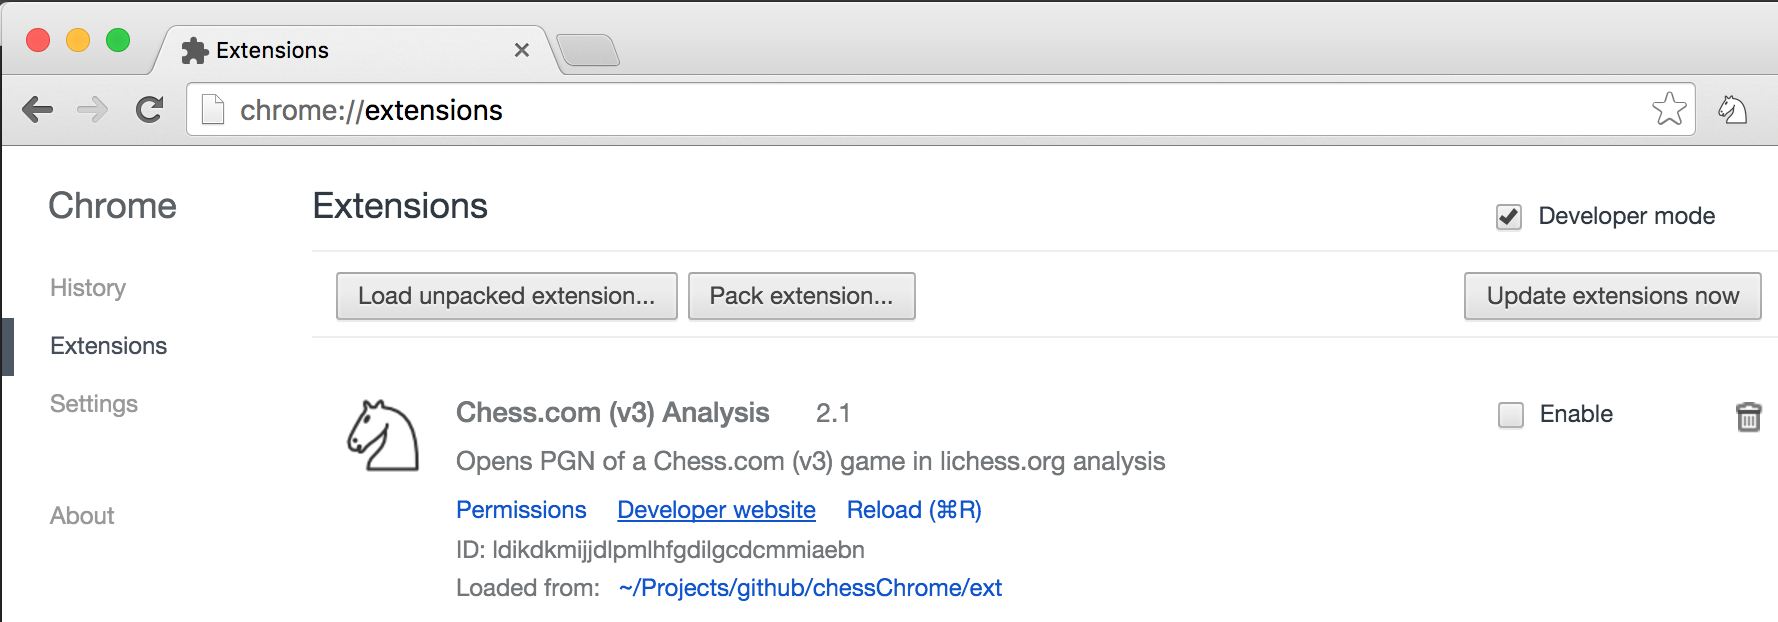 Extensions
chrome://extensions
Chrome
Extensions
Developer mode
History
Load unpacked extension...
Pack extension...
Update extensions now
Extensions
Settings
Chess.com (v3) Analysis 2.1
Enable
Opens PGN of a Chess.com (v3) game in lichess.org analysis
About
Permissions Developer website Reload (⌘R)
ID: ldikdkmijjdlpmlhfgdilgcdcmmiaebn
Loaded from: ~/Projects/github/chessChrome/ext